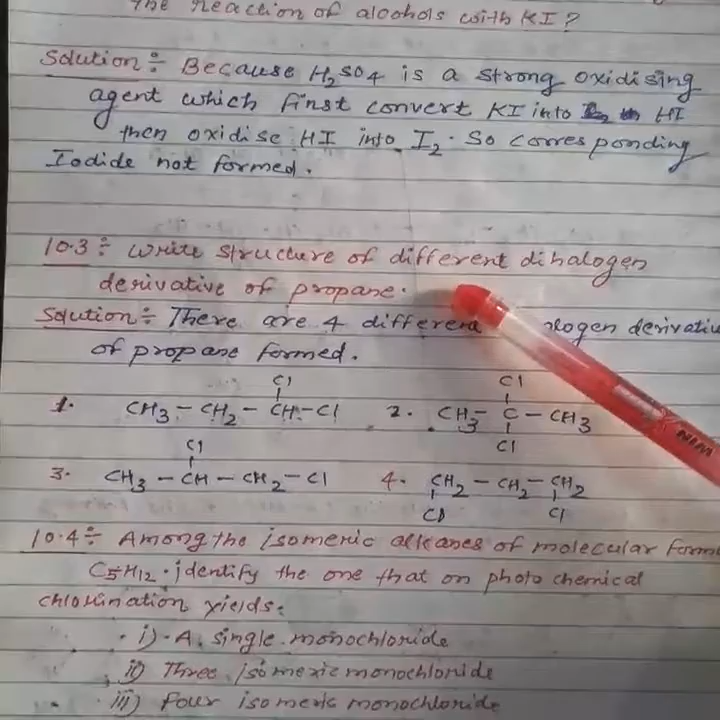 The Reaction of alcohols with KI?
Solution ÷ Because H₂SO₄ is a strong oxidising
agent which first convert KI into HI
then oxidise HI into I₂. So corresponding
Iodide not formed.
10.3 ÷ Write structure of different dihalogen
derivative of propane.
Solution ÷ There are 4 differen logen derivativ
of propane formed.
Cl Cl
1. CH₃ – CH₂ – CH – Cl 2. CH₃ – C – CH₃
Cl Cl
3. CH₃ – CH – CH₂ – Cl 4. CH₂ – CH₂ – CH₂
Cl Cl
10.4 ÷ Among the isomeric alkanes of molecular form
C₅H₁₂. identify the one that on photo chemical
chlorination yields.
i) A single monochloride
ii) Three isomeric monochloride
iii) Four isomeric monochloride
NIW